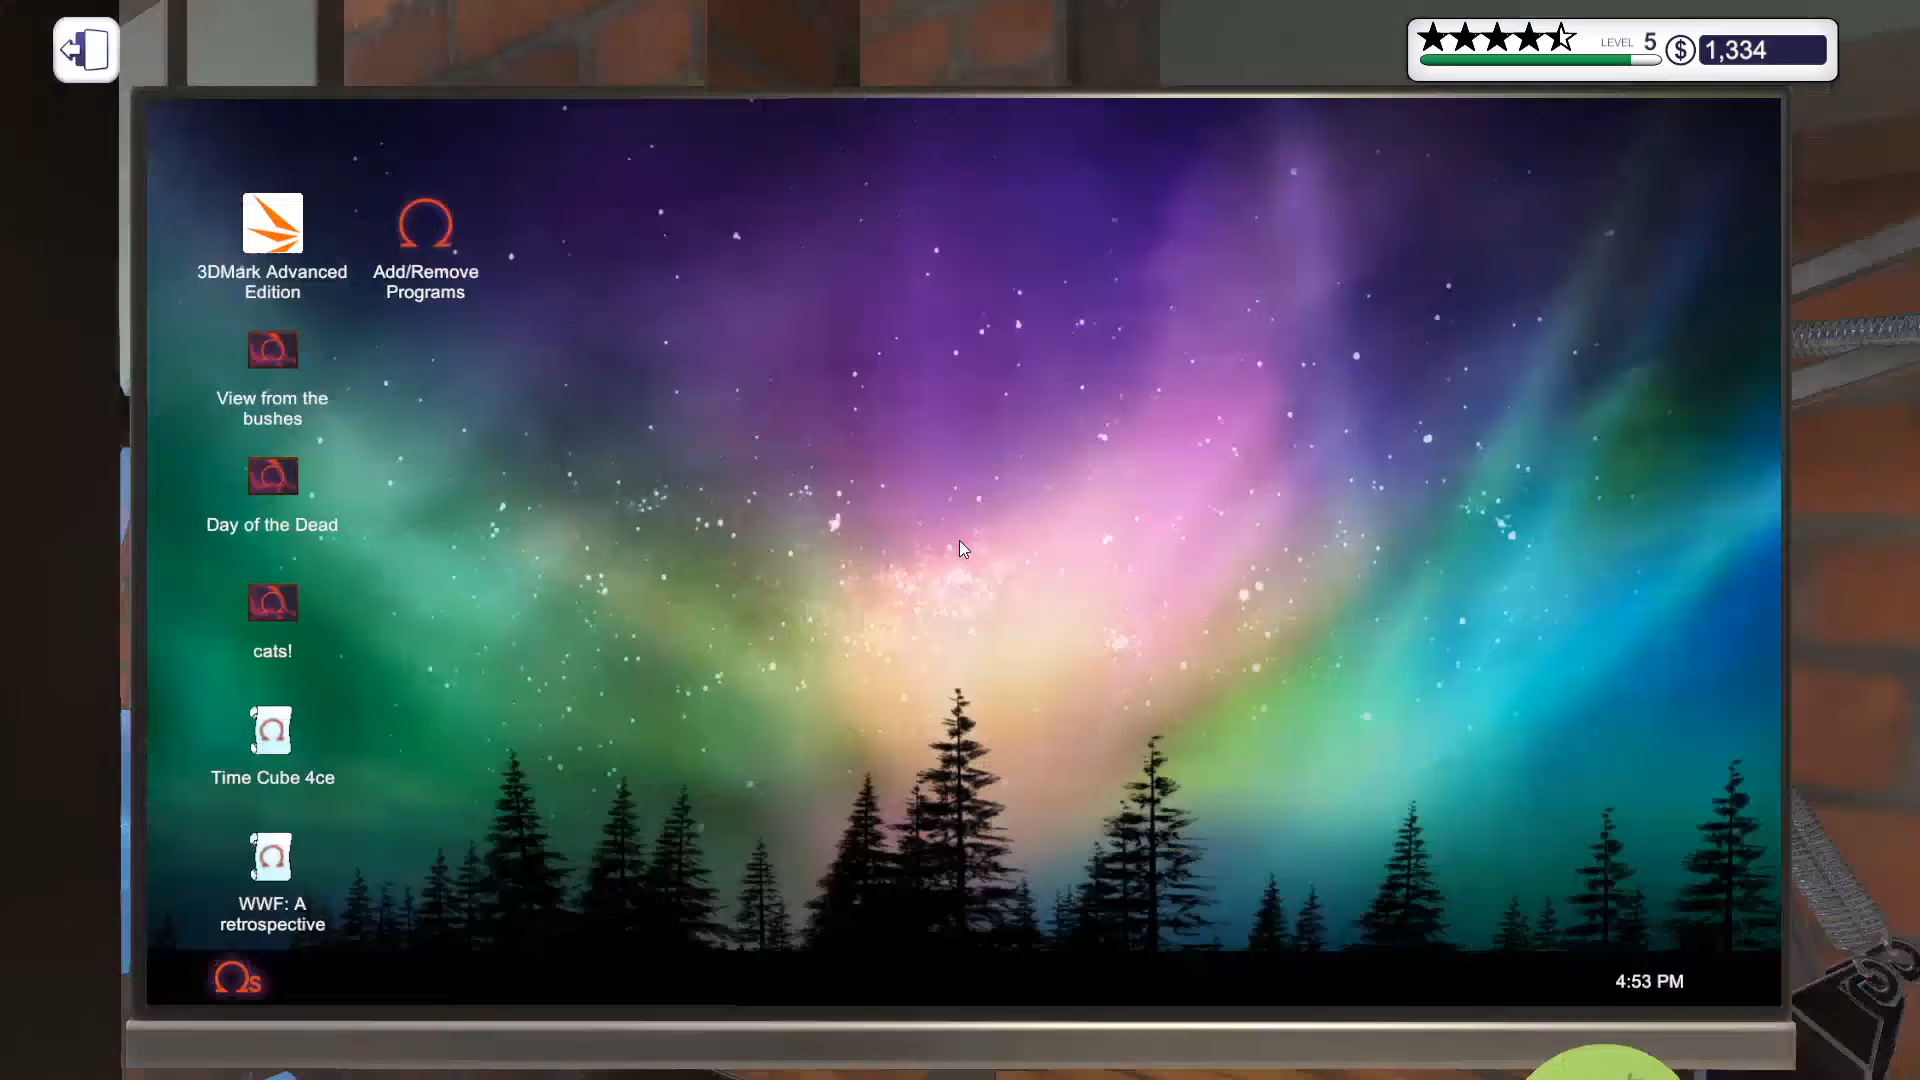 LEVEL 5
$ 1,334
3DMark Advanced
Edition
Add/Remove
Programs
View from the
bushes
Day of the Dead
cats!
Time Cube 4ce
WWF: A
retrospective
Ωs
4:53 PM